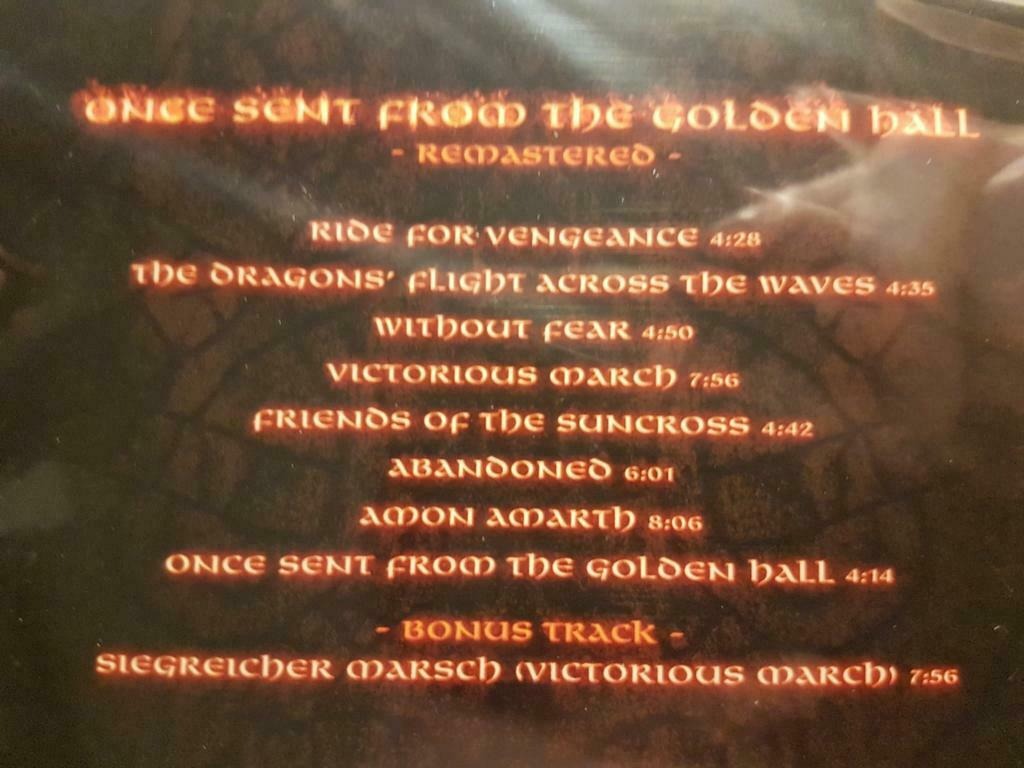 ONCE SENT FROM THE GOLDEN HALL
- REMASTERED -
RIDE FOR VENGEANCE 4:28
THE DRAGONS' FLIGHT ACROSS THE WAVES 4:35
WITHOUT FEAR 4:50
VICTORIOUS MARCH 7:56
FRIENDS OF THE SUNCROSS 4:42
ABANDONED 6:01
AMON AMARTH 8:06
ONCE SENT FROM THE GOLDEN HALL 4:14
- BONUS TRACK -
SIEGREICHER MARSCH (VICTORIOUS MARCH) 7:56